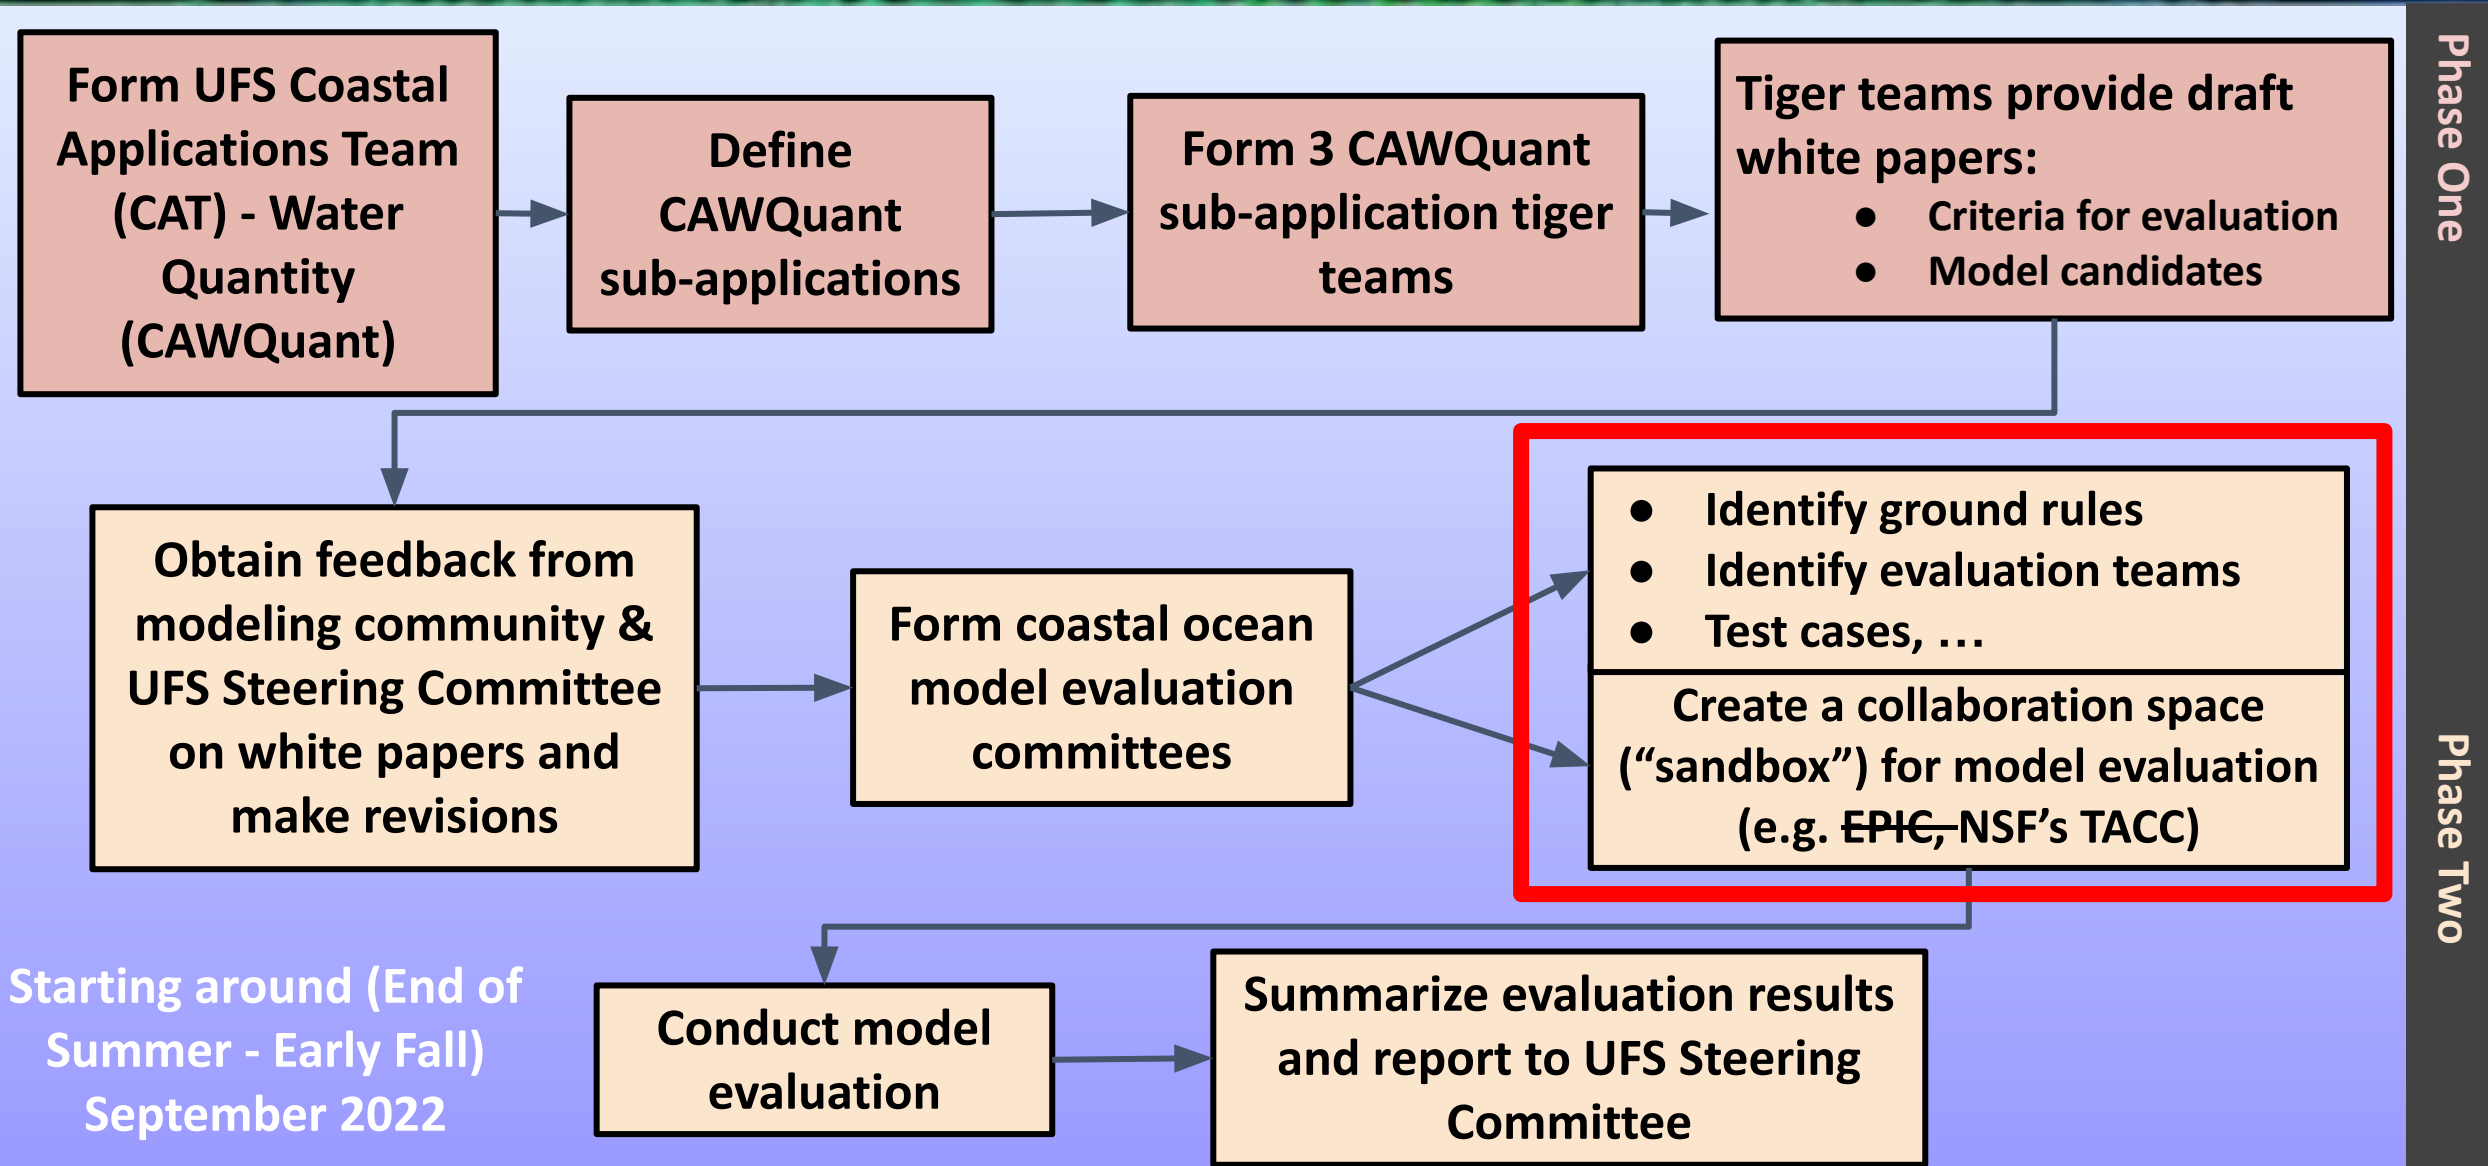 Form UFS Coastal
Applications Team
(CAT) - Water
Quantity
(CAWQuant)
Define
CAWQuant
sub-applications
Form 3 CAWQuant
sub-application tiger
teams
Tiger teams provide draft
white papers:
● Criteria for evaluation
● Model candidates
Phase One
Obtain feedback from
modeling community &
UFS Steering Committee
on white papers and
make revisions
Form coastal ocean
model evaluation
committees
● Identify ground rules
● Identify evaluation teams
● Test cases, …
Create a collaboration space
(“sandbox”) for model evaluation
(e.g. EPIC, NSF’s TACC)
Phase Two
Starting around (End of
Summer - Early Fall)
September 2022
Conduct model
evaluation
Summarize evaluation results
and report to UFS Steering
Committee